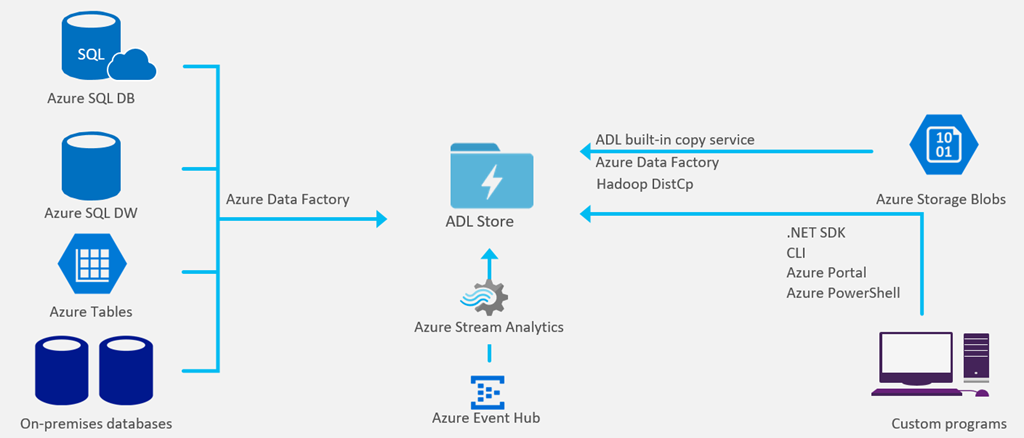 SQL
Azure SQL DB
Azure SQL DW
Azure Tables
On-premises databases
Azure Data Factory
ADL Store
Azure Stream Analytics
Azure Event Hub
ADL built-in copy service
Azure Data Factory
Hadoop DistCp
10
01
Azure Storage Blobs
.NET SDK
CLI
Azure Portal
Azure PowerShell
Custom programs